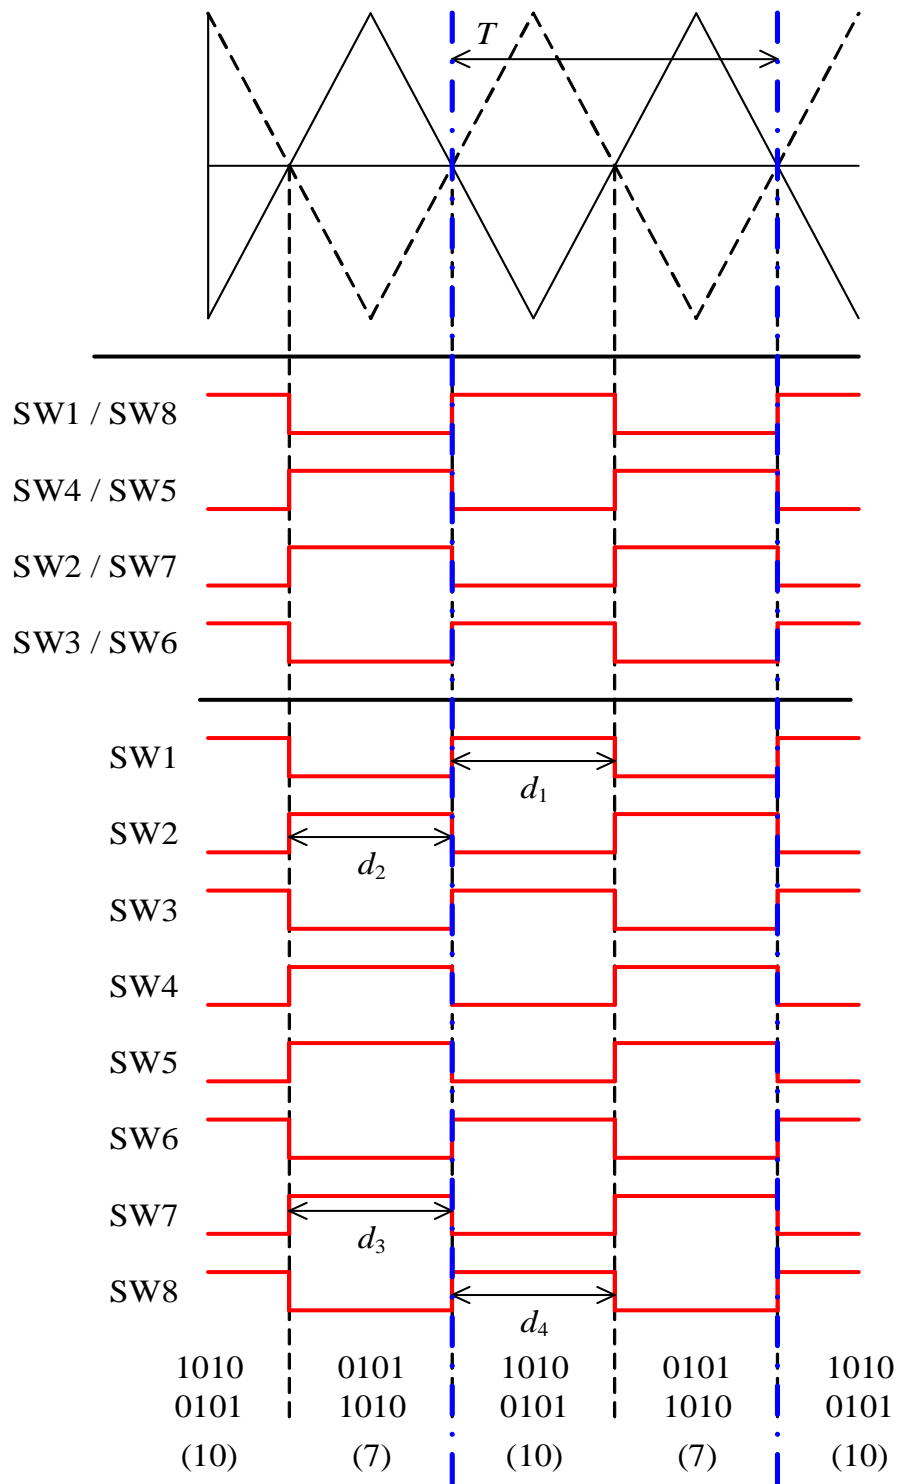 T
SW1 / SW8
SW4 / SW5
SW2 / SW7
SW3 / SW6
SW1
d1
SW2
d2
SW3
SW4
SW5
SW6
SW7
d3
SW8
d4
1010 0101 1010 0101 1010
0101 1010 0101 1010 0101
(10) (7) (10) (7) (10)